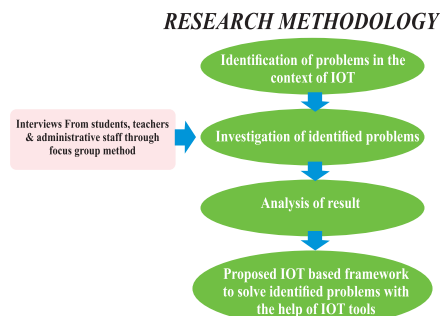 RESEARCH METHODOLOGY
Identification of problems in the
context of IOT
Interviews From students, teachers
& administrative staff through
focus group method
Investigation of identified problems
Analysis of result
Proposed IOT based framework
to solve identified problems with
the help of IOT tools